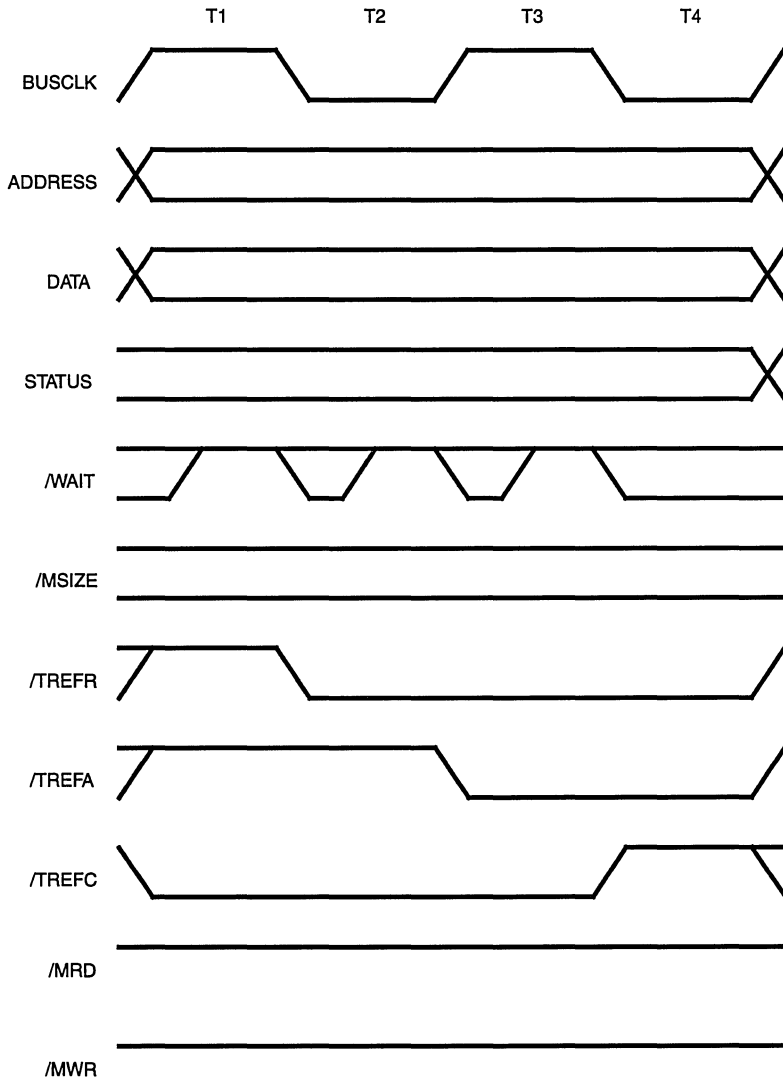 T1 T2 T3 T4
BUSCLK
ADDRESS
DATA
STATUS
/WAIT
/MSIZE
/TREFR
/TREFA
/TREFC
/MRD
/MWR